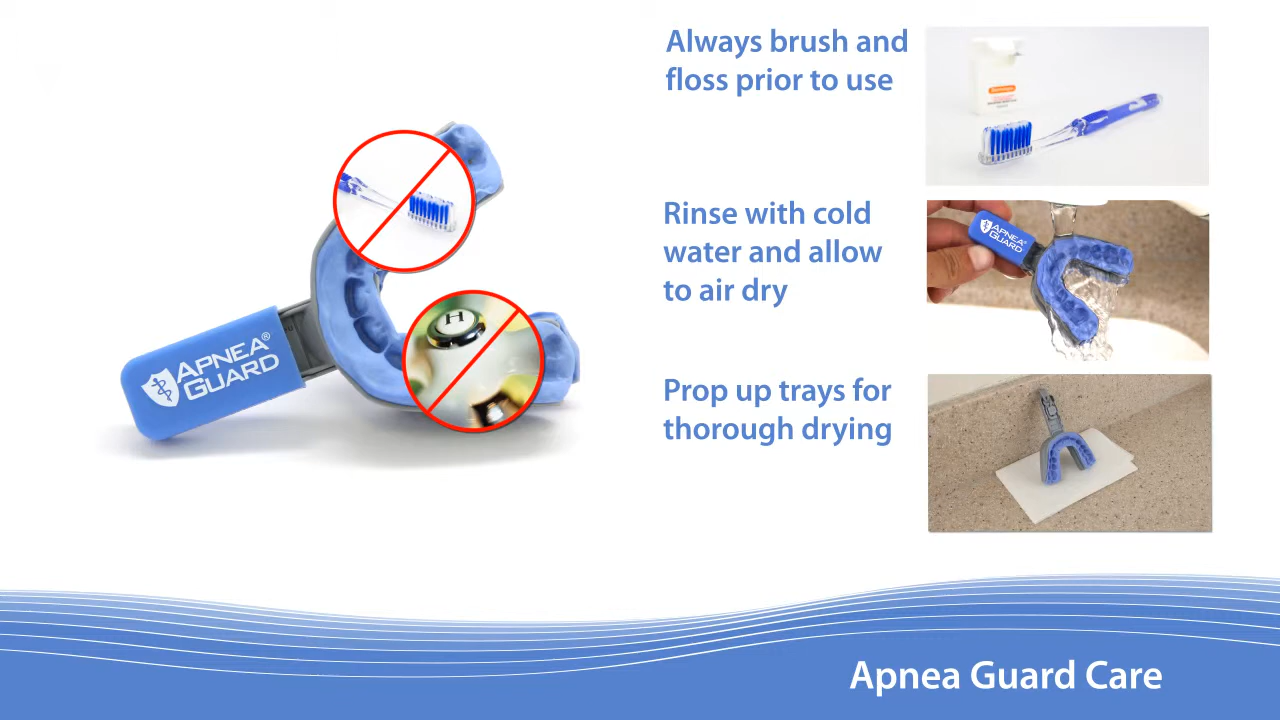 Always brush and
floss prior to use
Rinse with cold
water and allow
to air dry
Prop up trays for
thorough drying
APNEA
GUARD®
H
APNEA®
GUARD
Apnea Guard Care